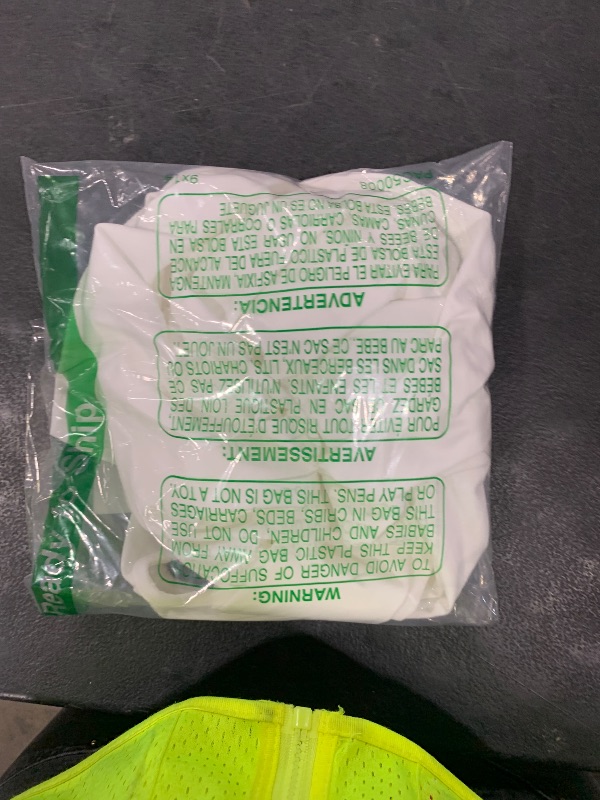 WARNING:
TO AVOID DANGER OF SUFFOCATION
KEEP THIS PLASTIC BAG AWAY FROM
BABIES AND CHILDREN. DO NOT USE
THIS BAG IN CRIBS, BEDS, CARRIAGES
OR PLAY PENS. THIS BAG IS NOT A TOY.
AVERTISSEMENT:
POUR ÉVITER TOUT RISQUE D'ÉTOUFFEMENT
GARDEZ CE SAC EN PLASTIQUE LOIN DES
BEBES ET LES ENFANTS. N'UTILISEZ PAS CE
SAC DANS LES BERCEAUX, LITS, CHARIOTS OU
PARC AU BEBE. CE SAC N'EST PAS UN JOUET.
ADVERTENCIA:
PARA EVITAR EL PELIGRO DE ASFIXIA, MANTENGA
ESTA BOLSA DE PLASTICO FUERA DEL ALCANCE
DE BEBES Y NINOS. NO USAR ESTA BOLSA EN
CUNAS, CAMAS, CARRIOLAS O CORRALES PARA
BEBES. ESTA BOLSA NO ES UN JUGUETE
Ready Ship